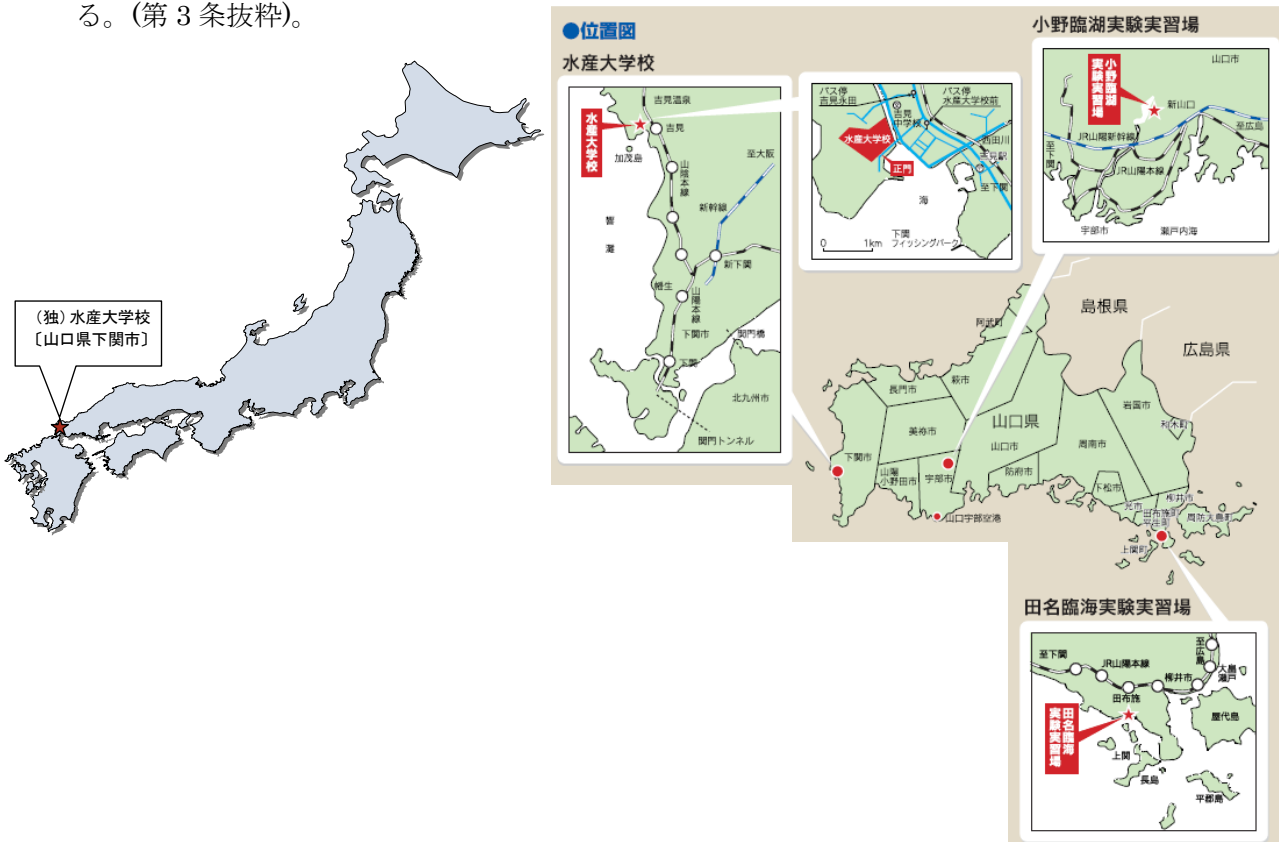 る。(第 3 条抜粋)。
（独）水産大学校
〔山口県下関市〕
●位置図
水産大学校
吉見温泉
水産大学校
吉見
加茂島
至大阪
山陰本線
新幹線
響灘
新下関
幡生
山陽本線
下関市
関門橋
下関
北九州市
関門トンネル
バス停
吉見永田
バス停
水産大学校前
吉見
中学校
水産大学校
西田川
吉見駅
正門
至下関
海
下関
フィッシングパーク
0 1km
小野臨湖実験実習場
山口市
小野臨湖
実験実習場
新山口
JR山陽新幹線
至広島
至下関
JR山陽本線
宇部市
瀬戸内海
島根県
広島県
阿武町
萩市
長門市
岩国市
和木町
山口県
美祢市
山口市
周南市
下関市
山陽
小野田市
宇部市
防府市
下松市
山口宇部空港
光市
柳井市
田布施町
平生町
周防大島町
上関町
田名臨海実験実習場
至下関
JR山陽本線
至広島
柳井市
大畠
瀬戸
田布施
田名臨海
実験実習場
屋代島
上関
長島
平郡島